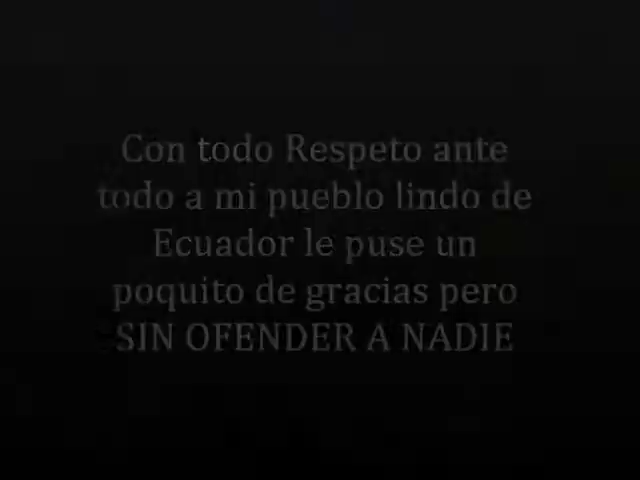 Con todo Respeto ante
todo a mi pueblo lindo de
Ecuador le puse un
poquito de gracias pero
SIN OFENDER A NADIE